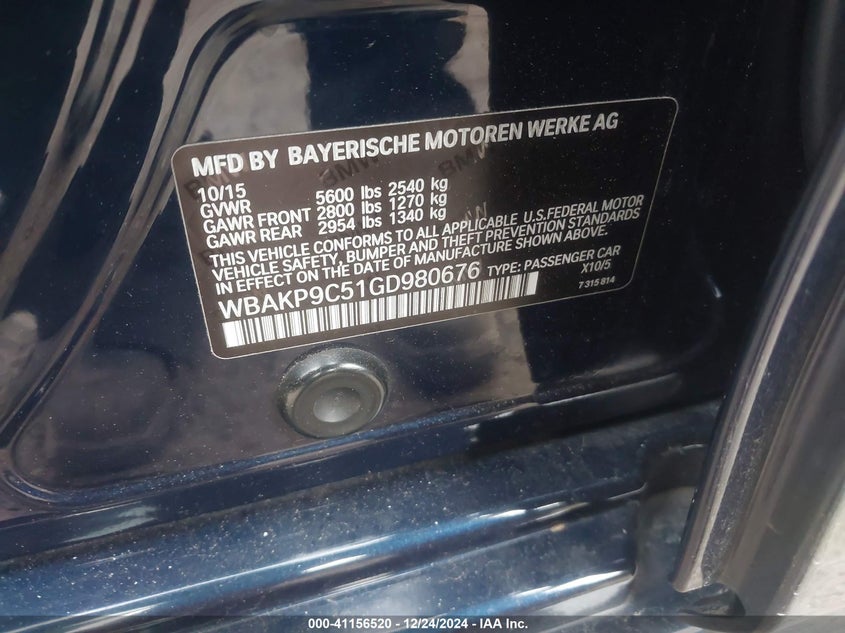 MFD BY BAYERISCHE MOTOREN WERKE AG
10/15
GVWR 5600 lbs 2540 kg
GAWR FRONT 2800 lbs 1270 kg
GAWR REAR 2954 lbs 1340 kg
THIS VEHICLE CONFORMS TO ALL APPLICABLE U.S.FEDERAL MOTOR
VEHICLE SAFETY, BUMPER AND THEFT PREVENTION STANDARDS
IN EFFECT ON THE DATE OF MANUFACTURE SHOWN ABOVE.
WBAKP9C51GD980676 TYPE: PASSENGER CAR
X10/5
7 315 814
000-41156520 - 12/24/2024 - IAA Inc.